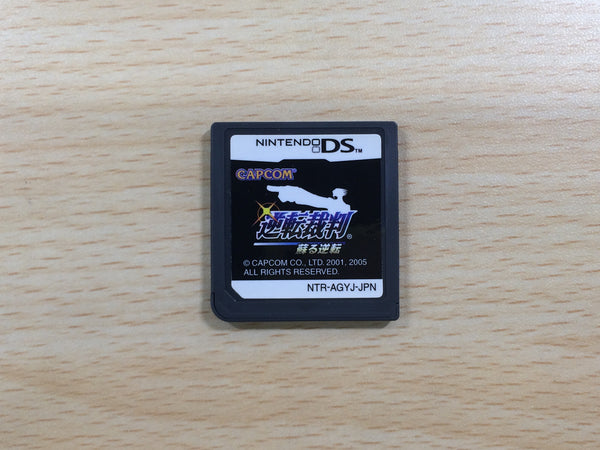 NINTENDO DS™
CAPCOM®
逆転裁判®
蘇る逆転
© CAPCOM CO., LTD. 2001, 2005
ALL RIGHTS RESERVED.
NTR-AGYJ-JPN